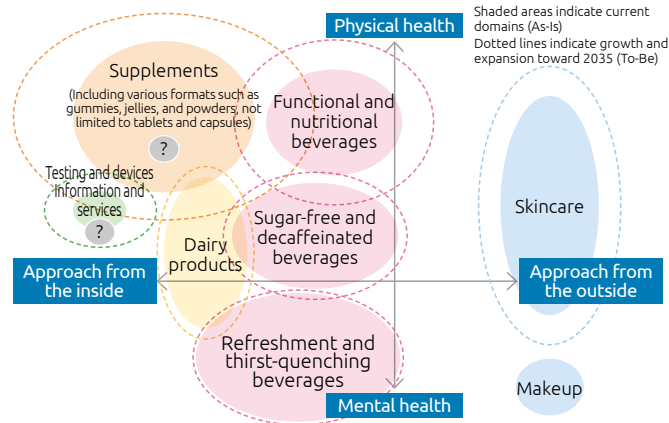 Physical health
Shaded areas indicate current
domains (As-Is)
Dotted lines indicate growth and
expansion toward 2035 (To-Be)
Supplements
(Including various formats such as
gummies, jellies, and powders, not
limited to tablets and capsules)
?
Functional and
nutritional
beverages
Testing and devices
Information and
services
?
Dairy
products
Sugar-free and
decaffeinated
beverages
Skincare
Approach from
the inside
Approach from
the outside
Refreshment and
thirst-quenching
beverages
Makeup
Mental health